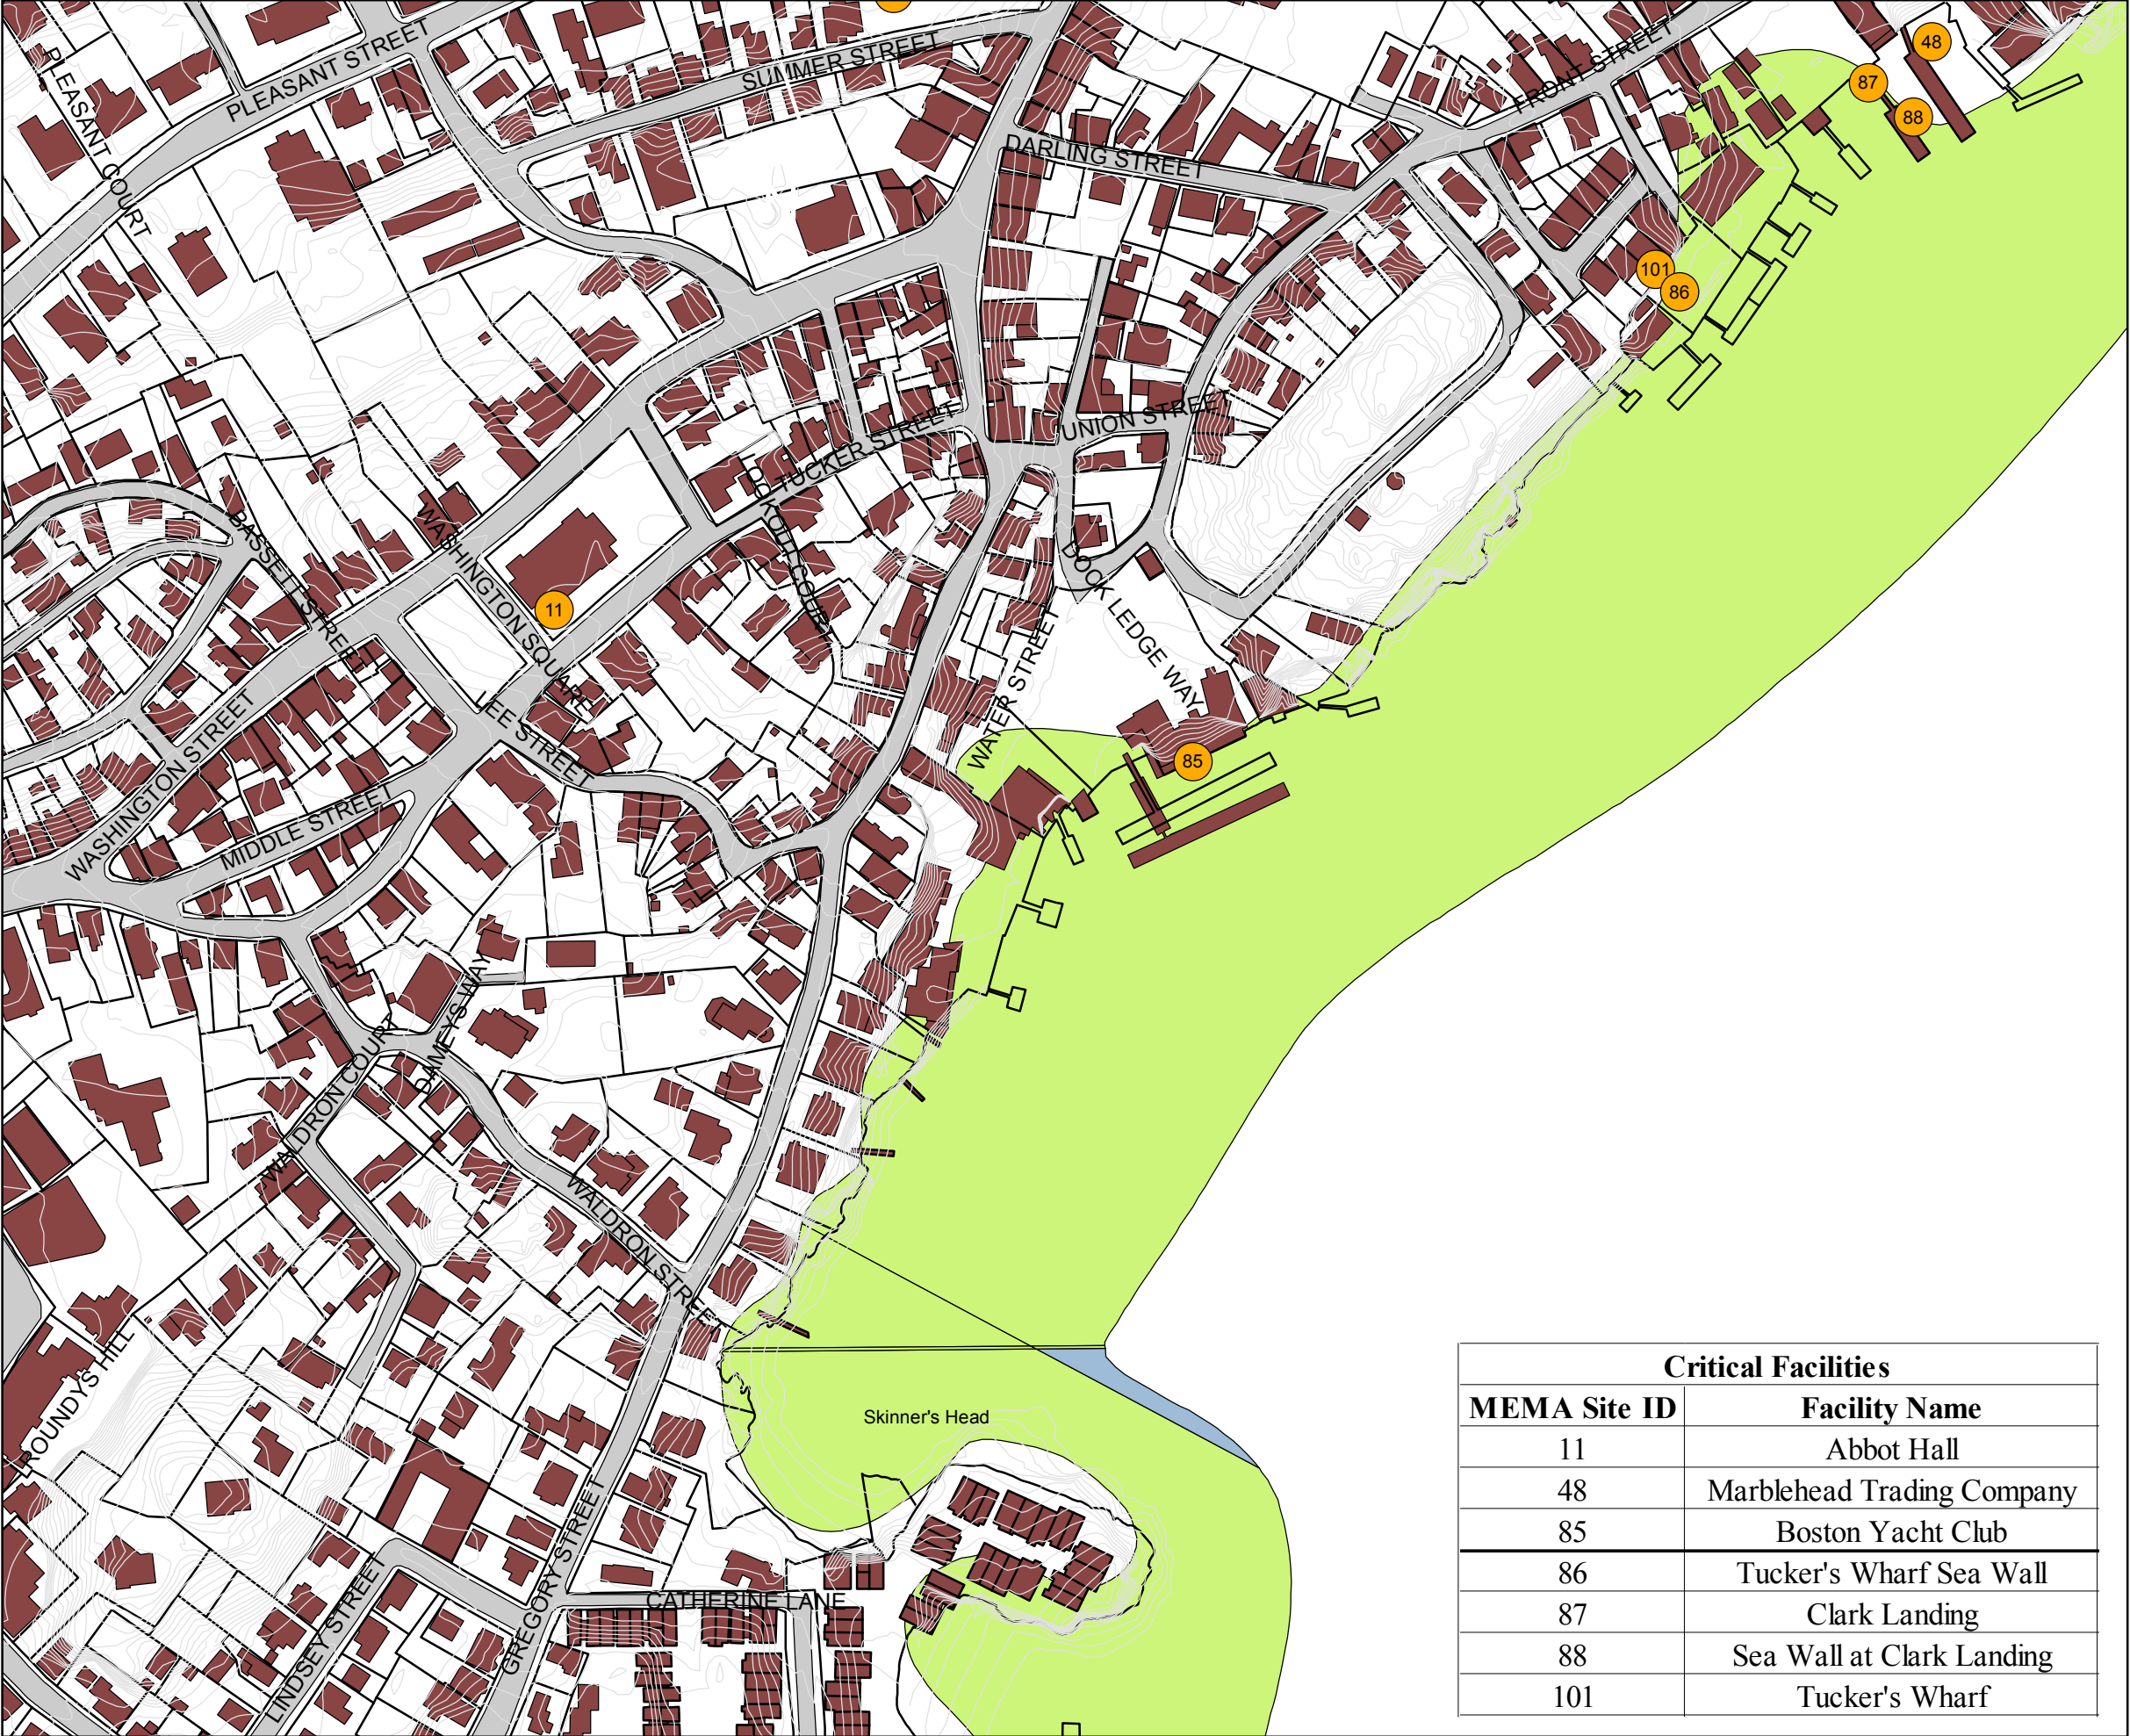 48
87
88
PLEASANT STREET
SUMMER STREET
FRONT STREET
PLEASANT COURT
DARLING STREET
101
86
UNION STREET
TUCKER STREET
LOOKOUT COURT
WASHINGTON SQUARE
BASSETT STREET
11
DOCK LEDGE WAY
WATER STREET
LEE STREET
WASHINGTON STREET
85
MIDDLE STREET
WALDRON COURT
WALDRON STREET
Skinner's Head
ROUNDYS HILL
GREGORY STREET
CATHERINE LANE
LINDSEY STREET
Critical Facilities
MEMA Site ID Facility Name
11 Abbot Hall
48 Marblehead Trading Company
85 Boston Yacht Club
86 Tucker's Wharf Sea Wall
87 Clark Landing
88 Sea Wall at Clark Landing
101 Tucker's Wharf